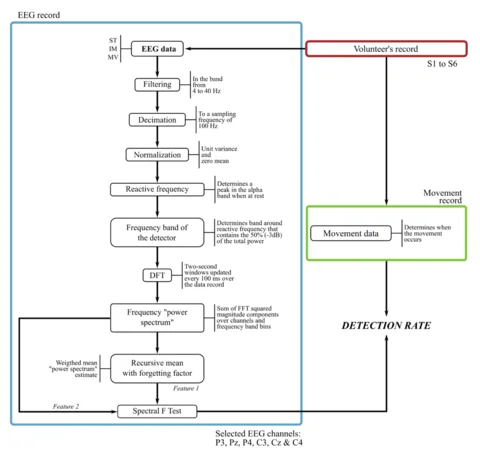 EEG record
ST
IM
MV
EEG data
Volunteer's record
S1 to S6
Filtering
In the band
from
4 to 40 Hz
Decimation
To a sampling
frequency of
100 Hz
Normalization
Unit variance
and
zero mean
Reactive frequency
Determines a
peak in the alpha
band when at rest
Movement
record
Frequency band of
the detector
Determines band around
reactive frequency that
contains the 50% (-3dB)
of the total power
Movement data
Determines when
the movement
occurs
DFT
Two-second
windows updated
every 100 ms over
the data record
Frequency "power
spectrum"
Sum of FFT squared
magnitude components
over channels and
frequency band bins
DETECTION RATE
Weigthed mean
"power spectrum"
estimate
Recursive mean
with forgetting factor
Feature 1
Feature 2
Spectral F Test
Selected EEG channels:
P3, Pz, P4, C3, Cz & C4